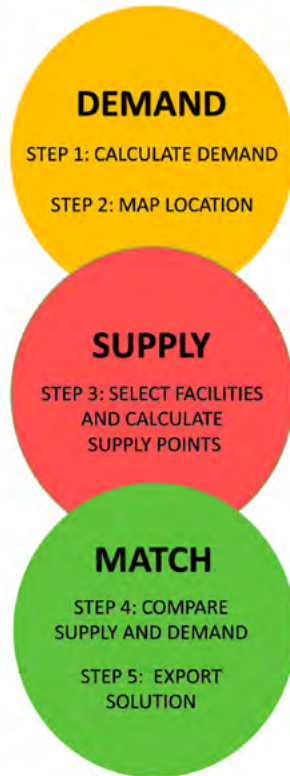 DEMAND
STEP 1: CALCULATE DEMAND
STEP 2: MAP LOCATION
SUPPLY
STEP 3: SELECT FACILITIES
AND CALCULATE
SUPPLY POINTS
MATCH
STEP 4: COMPARE
SUPPLY AND DEMAND
STEP 5: EXPORT
SOLUTION